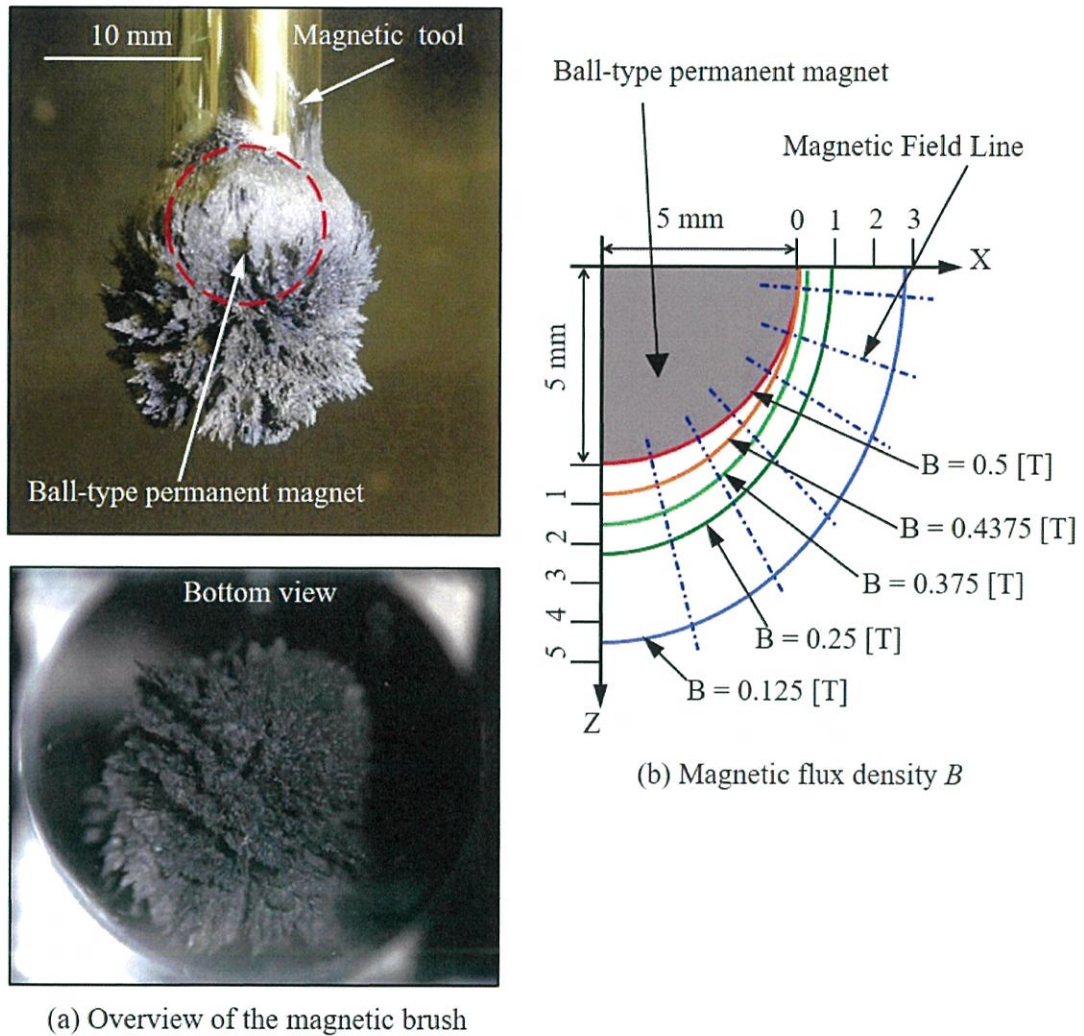 10 mm
Magnetic tool
Ball-type permanent magnet
Bottom view
(a) Overview of the magnetic brush
Ball-type permanent magnet
Magnetic Field Line
5 mm
0 1 2 3
X
5 mm
1
2
3
4
5
Z
B = 0.5 [T]
B = 0.4375 [T]
B = 0.375 [T]
B = 0.25 [T]
B = 0.125 [T]
(b) Magnetic flux density B